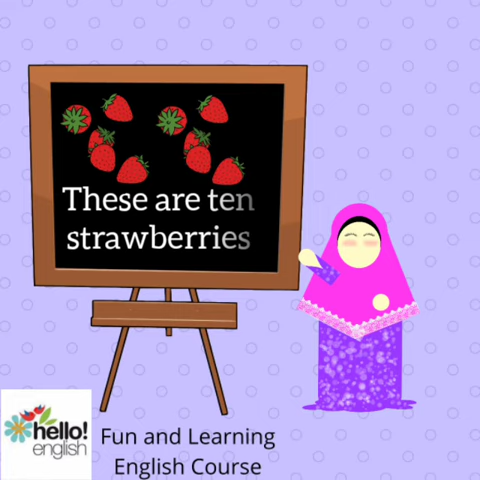 These are ten
strawberries
hello!
english
Fun and Learning
English Course